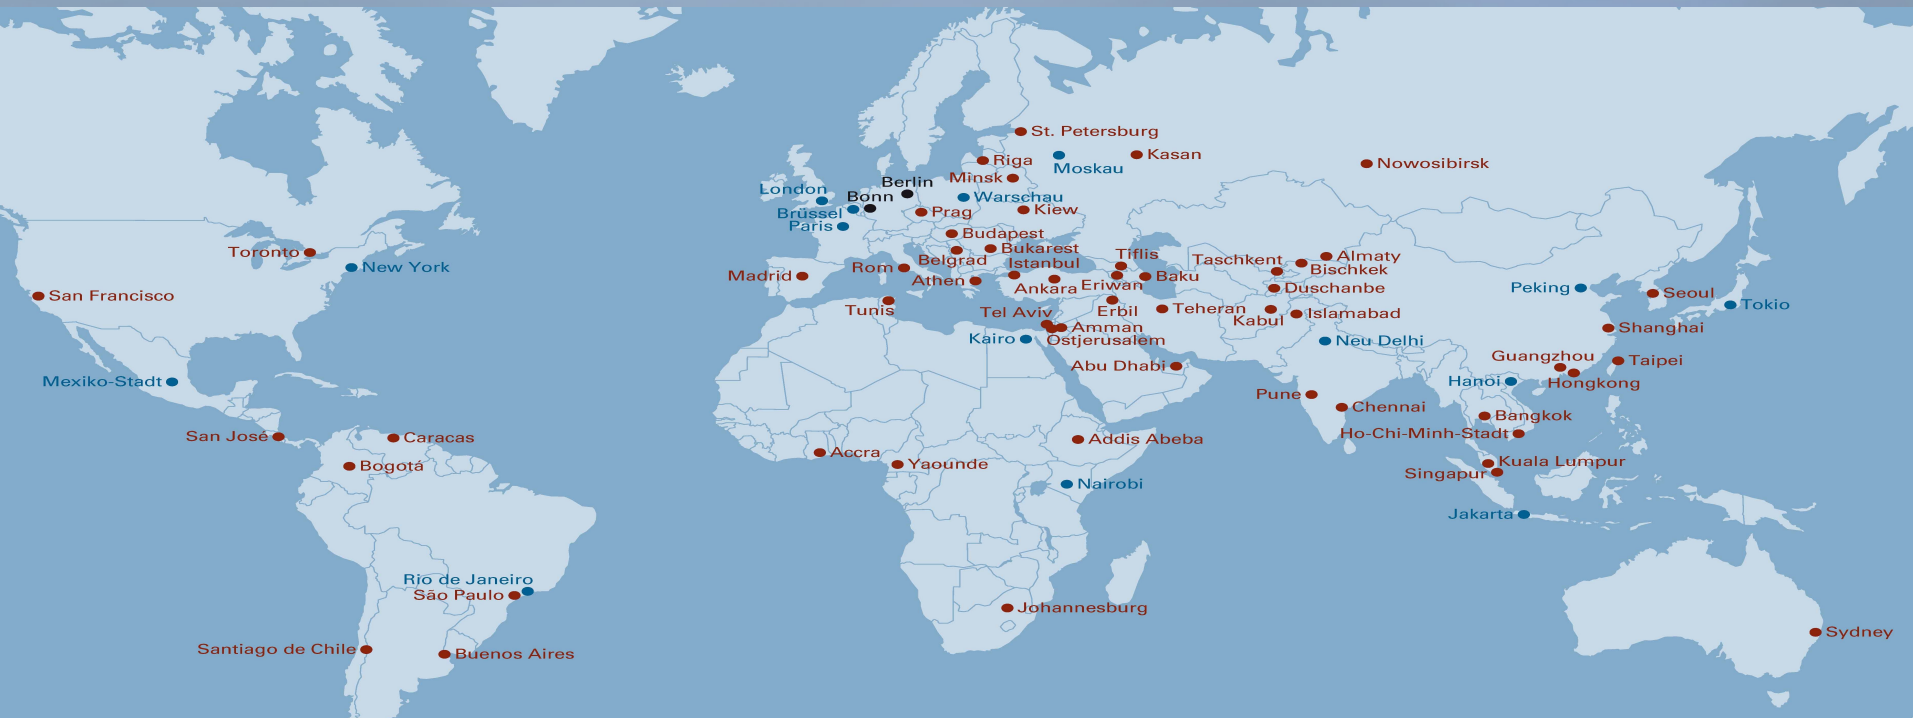 St. Petersburg
Riga
Moskau
Kasan
Nowosibirsk
Minsk
Berlin
London
Bonn
Warschau
Brüssel
Prag
Kiew
Paris
Budapest
Toronto
Belgrad
Bukarest
Tiflis
Taschkent
Almaty
New York
Madrid
Rom
Istanbul
Bischkek
Athen
Ankara
Eriwan
Baku
Duschanbe
Peking
Seoul
San Francisco
Tokio
Tunis
Tel Aviv
Erbil
Teheran
Kabul
Islamabad
Amman
Shanghai
Kairo
Ostjerusalem
Neu Delhi
Guangzhou
Taipei
Abu Dhabi
Mexiko-Stadt
Hanoi
Hongkong
Pune
Chennai
Bangkok
San José
Caracas
Addis Abeba
Ho-Chi-Minh-Stadt
Accra
Bogotá
Yaounde
Kuala Lumpur
Singapur
Nairobi
Jakarta
Rio de Janeiro
São Paulo
Johannesburg
Sydney
Santiago de Chile
Buenos Aires